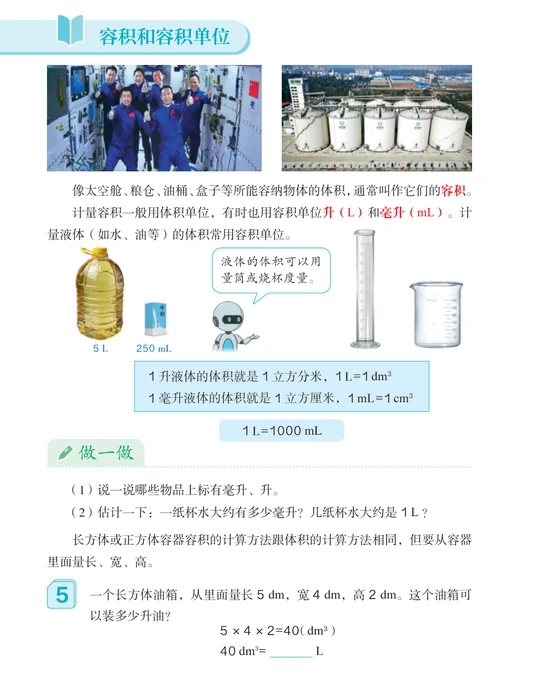 容积和容积单位
像太空舱、粮仓、油桶、盒子等所能容纳物体的体积，通常叫作它们的容积。
计量容积一般用体积单位，有时也用容积单位升（L）和毫升（mL）。计
量液体（如水、油等）的体积常用容积单位。
液体的体积可以用
量筒或烧杯度量。
5 L
250 mL
1 升液体的体积就是 1 立方分米，1 L=1 dm³
1 毫升液体的体积就是 1 立方厘米，1 mL=1 cm³
1 L=1000 mL
做一做
（1）说一说哪些物品上标有毫升、升。
（2）估计一下：一纸杯水大约有多少毫升？几纸杯水大约是 1 L？
长方体或正方体容器容积的计算方法跟体积的计算方法相同，但要从容器
里面量长、宽、高。
5
一个长方体油箱，从里面量长 5 dm，宽 4 dm，高 2 dm。这个油箱可
以装多少升油？
5 × 4 × 2=40（dm³）
40 dm³= ______ L